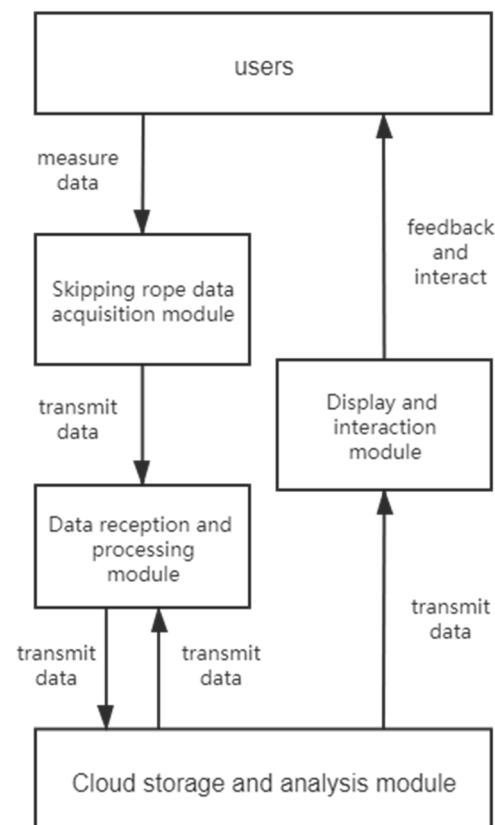 users
measure
data
feedback
and
interact
Skipping rope data
acquisition module
transmit
data
Display and
interaction
module
Data reception and
processing
module
transmit
data
transmit
data
transmit
data
Cloud storage and analysis module